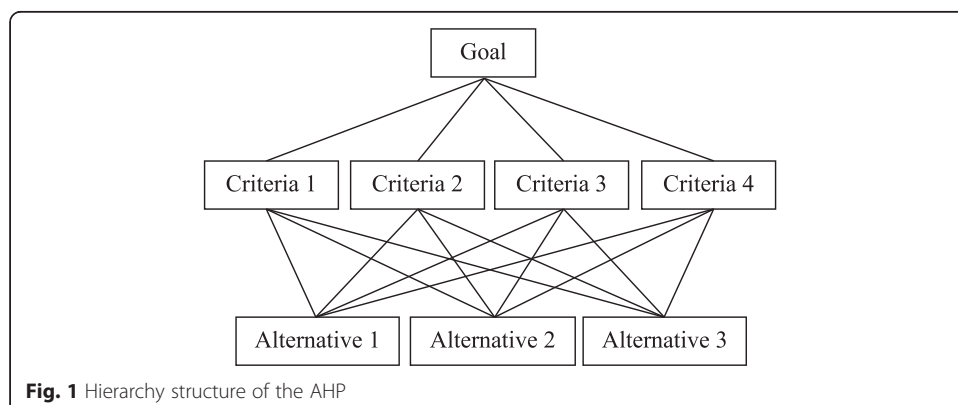 Goal
Criteria 1 Criteria 2 Criteria 3 Criteria 4
Alternative 1 Alternative 2 Alternative 3
Fig. 1 Hierarchy structure of the AHP